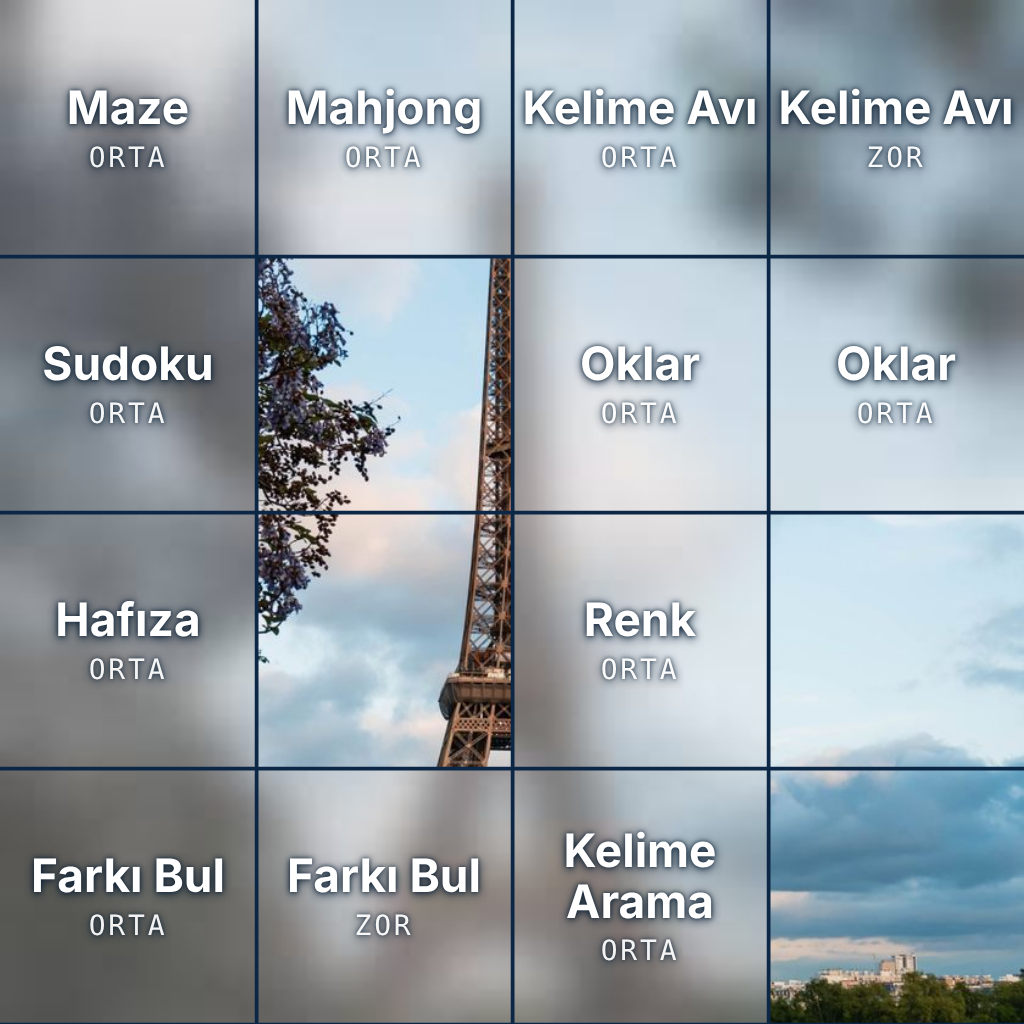 Maze
ORTA
Mahjong
ORTA
Kelime Avı
ORTA
Kelime Avı
ZOR
Sudoku
ORTA
Oklar
ORTA
Oklar
ORTA
Hafıza
ORTA
Renk
ORTA
Farkı Bul
ORTA
Farkı Bul
ZOR
Kelime
Arama
ORTA